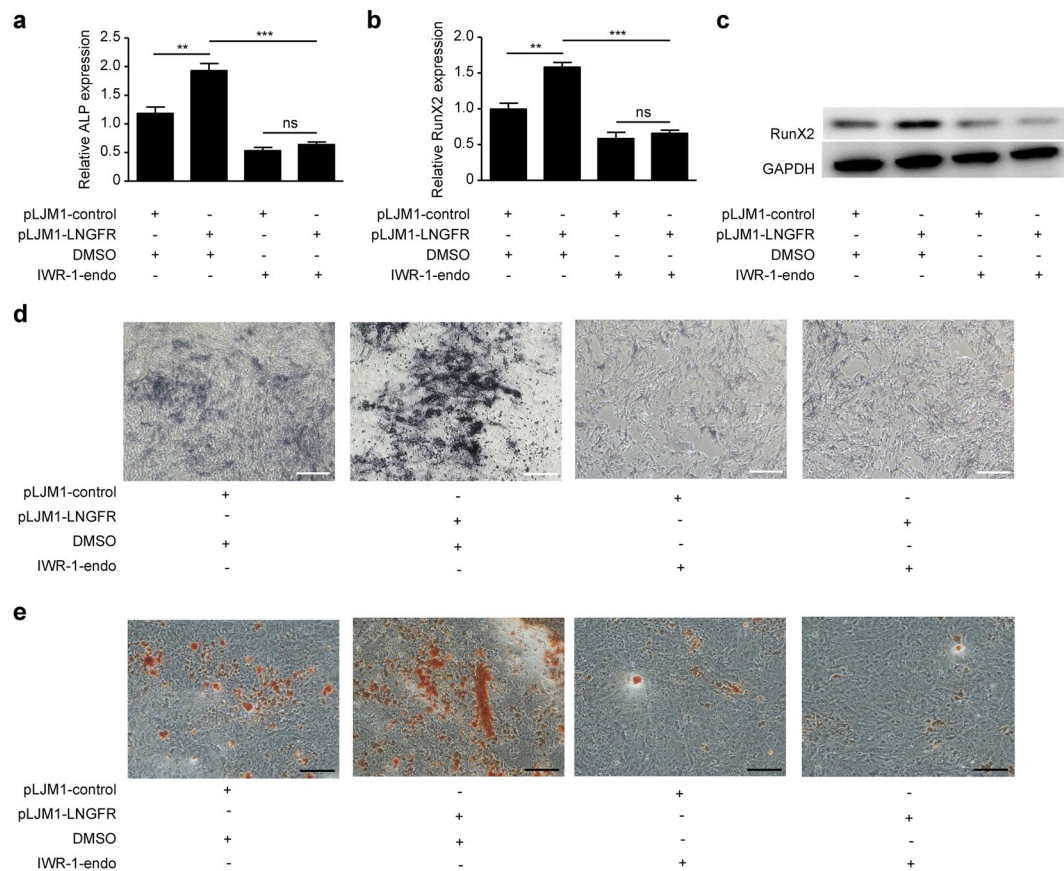 a
b
c
Relative ALP expression
2.5
2.0
1.5
1.0
0.5
0
**
***
ns
Relative RunX2 expression
2.0
1.5
1.0
0.5
0
**
***
ns
RunX2
GAPDH
pLJM1-control + - + -
pLJM1-LNGFR - + - +
DMSO + + - -
IWR-1-endo - - + +
pLJM1-control + - + -
pLJM1-LNGFR - + - +
DMSO + + - -
IWR-1-endo - - + +
pLJM1-control + - + -
pLJM1-LNGFR - + - +
DMSO + + - -
IWR-1-endo - - + +
d
pLJM1-control + - + -
pLJM1-LNGFR - + - +
DMSO + + - -
IWR-1-endo - - + +
e
pLJM1-control + - + -
pLJM1-LNGFR - + - +
DMSO + + - -
IWR-1-endo - - + +